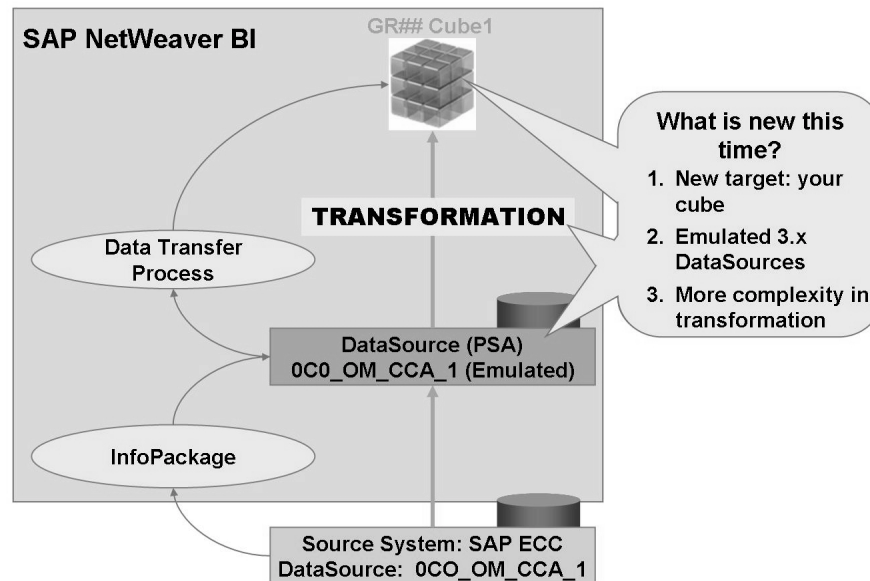 GR## Cube1
SAP NetWeaver BI
What is new this
time?
1. New target: your
cube
2. Emulated 3.x
DataSources
3. More complexity in
transformation
TRANSFORMATION
Data Transfer
Process
DataSource (PSA)
0C0_OM_CCA_1 (Emulated)
InfoPackage
Source System: SAP ECC
DataSource: 0CO_OM_CCA_1